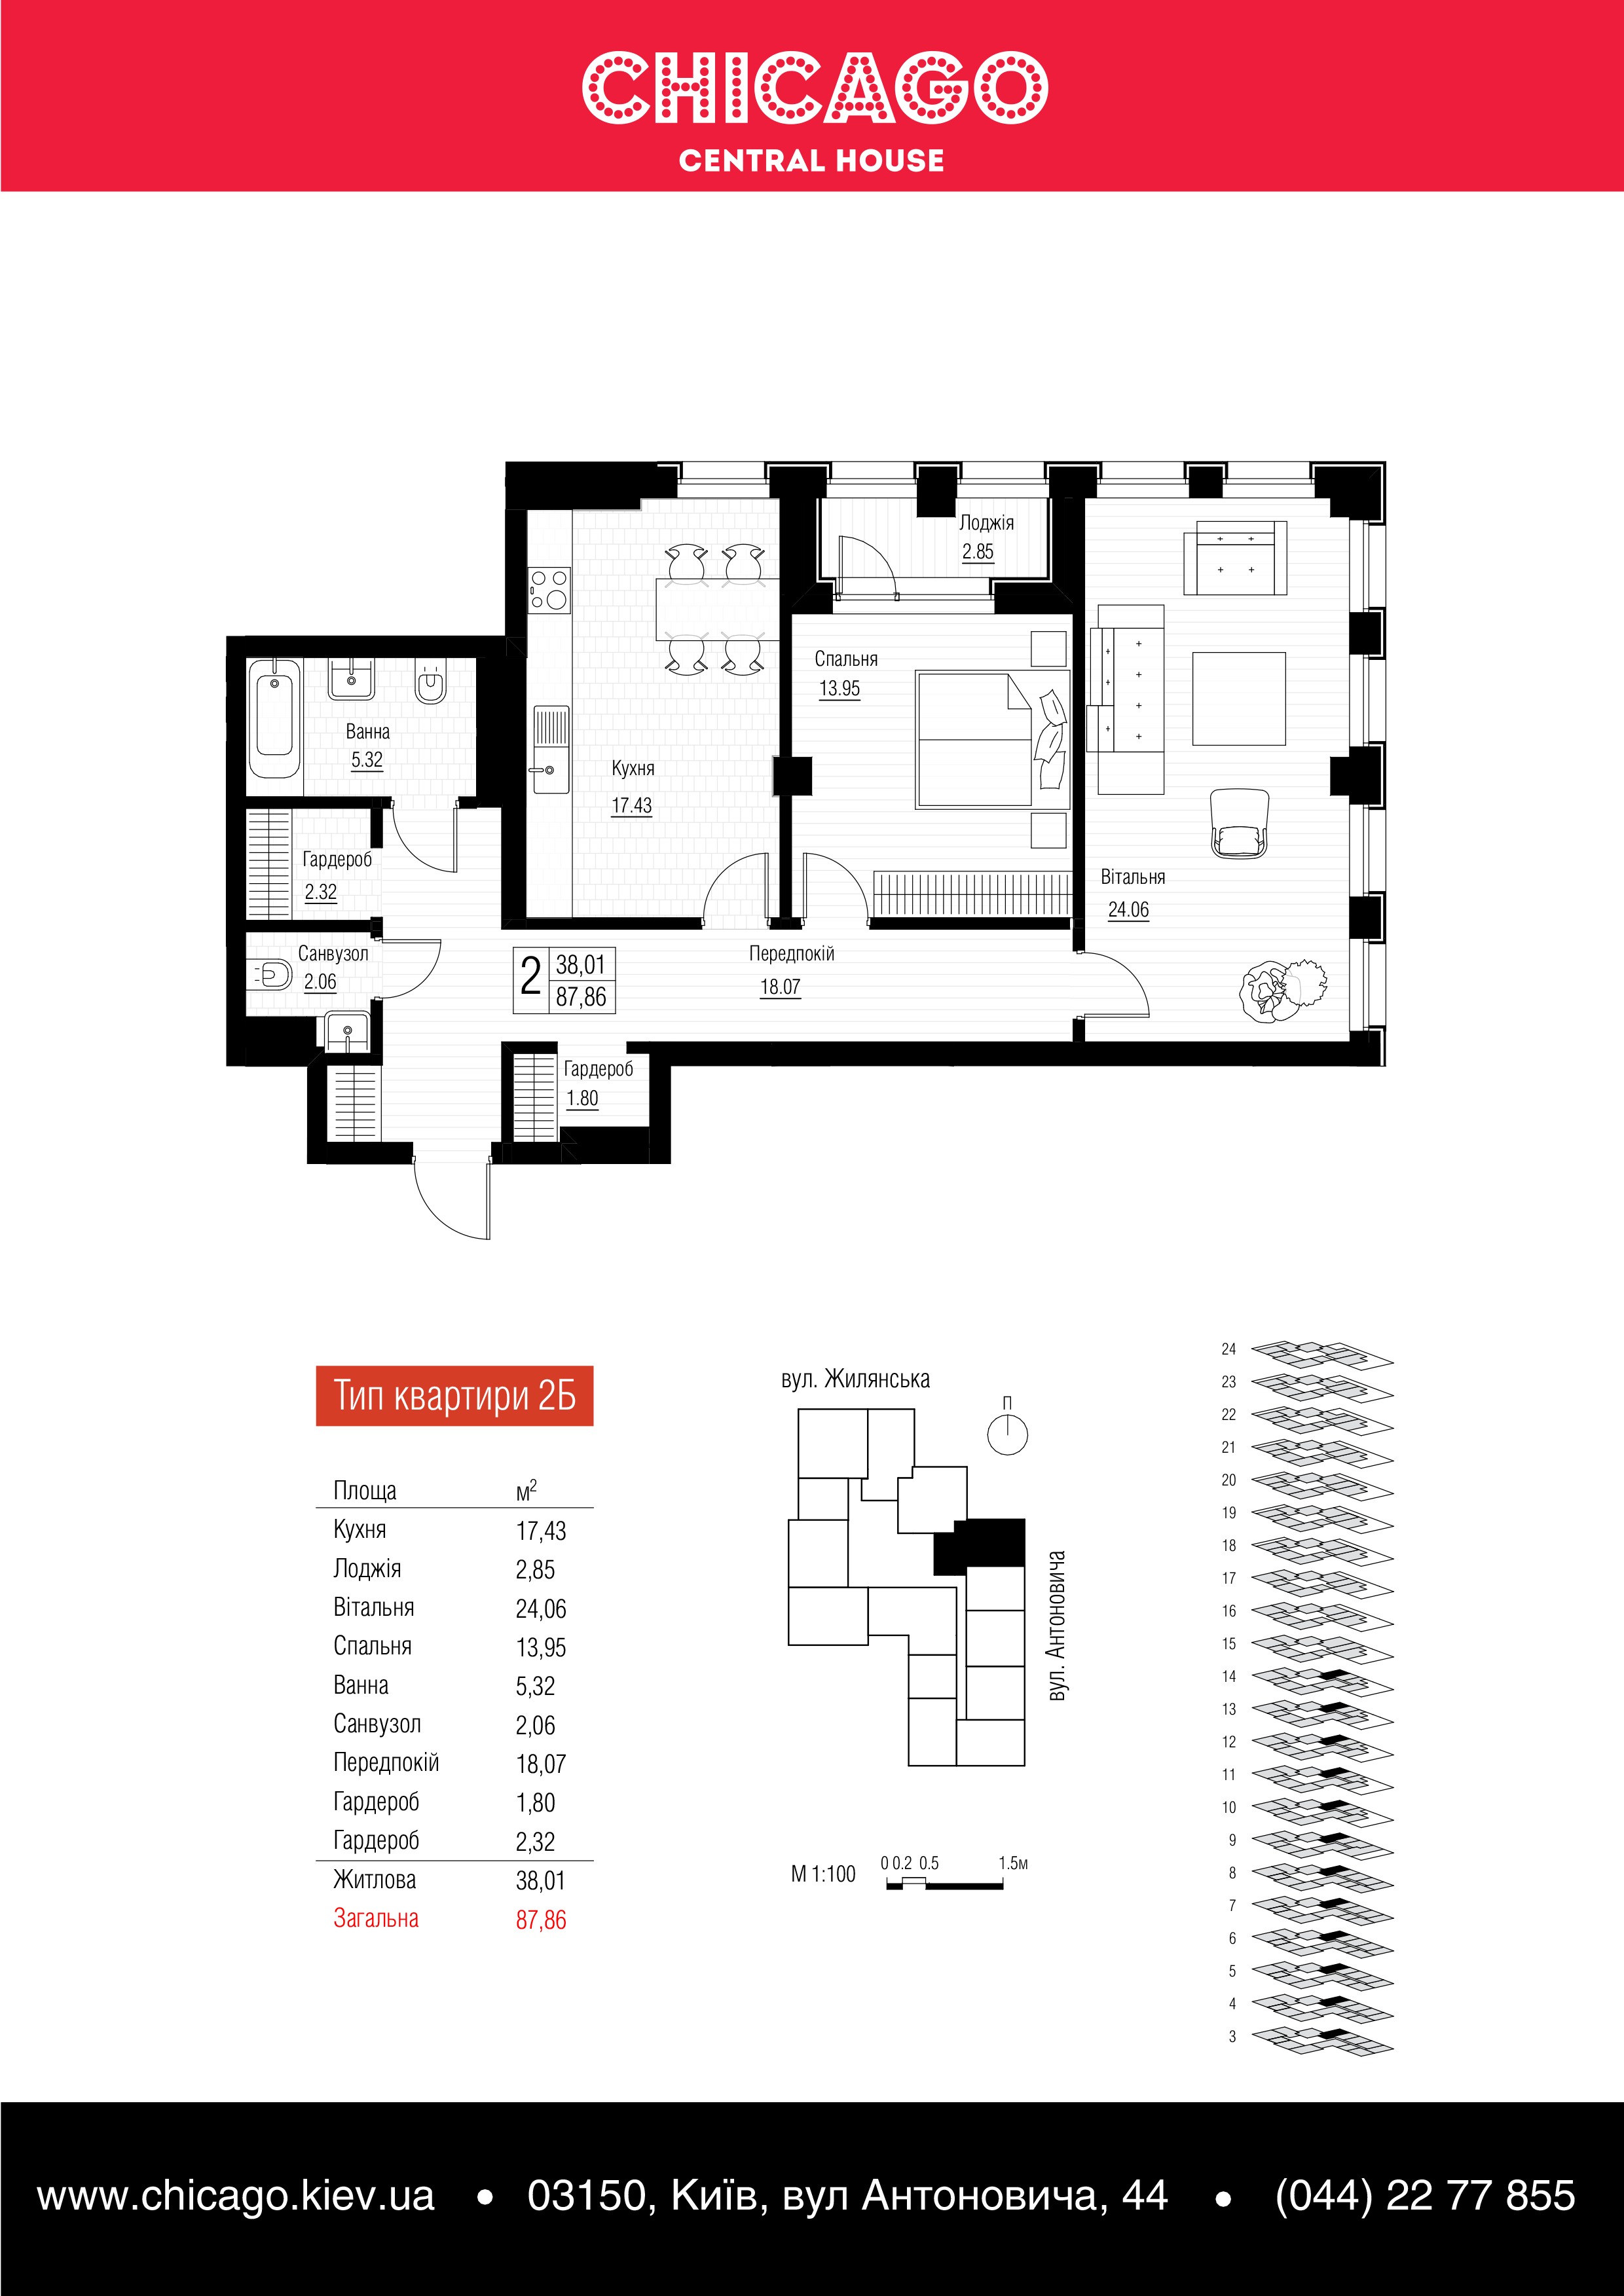 CHICAGO
CENTRAL HOUSE
Лоджія
2.85
Спальня
13.95
Ванна
5.32
Кухня
17.43
Гардероб
2.32
Вітальня
24.06
Санвузол
2.06
2
38,01
87,86
Передпокій
18.07
Гардероб
1.80
Тип квартири 2Б
Площа м2
Кухня 17,43
Лоджія 2,85
Вітальня 24,06
Спальня 13,95
Ванна 5,32
Санвузол 2,06
Передпокій 18,07
Гардероб 1,80
Гардероб 2,32
Житлова 38,01
Загальна 87,86
вул. Жилянська
П
вул. Антоновича
М 1:100
0 0.2 0.5 1.5м
24
23
22
21
20
19
18
17
16
15
14
13
12
11
10
9
8
7
6
5
4
3
www.chicago.kiev.ua • 03150, Київ, вул Антоновича, 44 • (044) 22 77 855